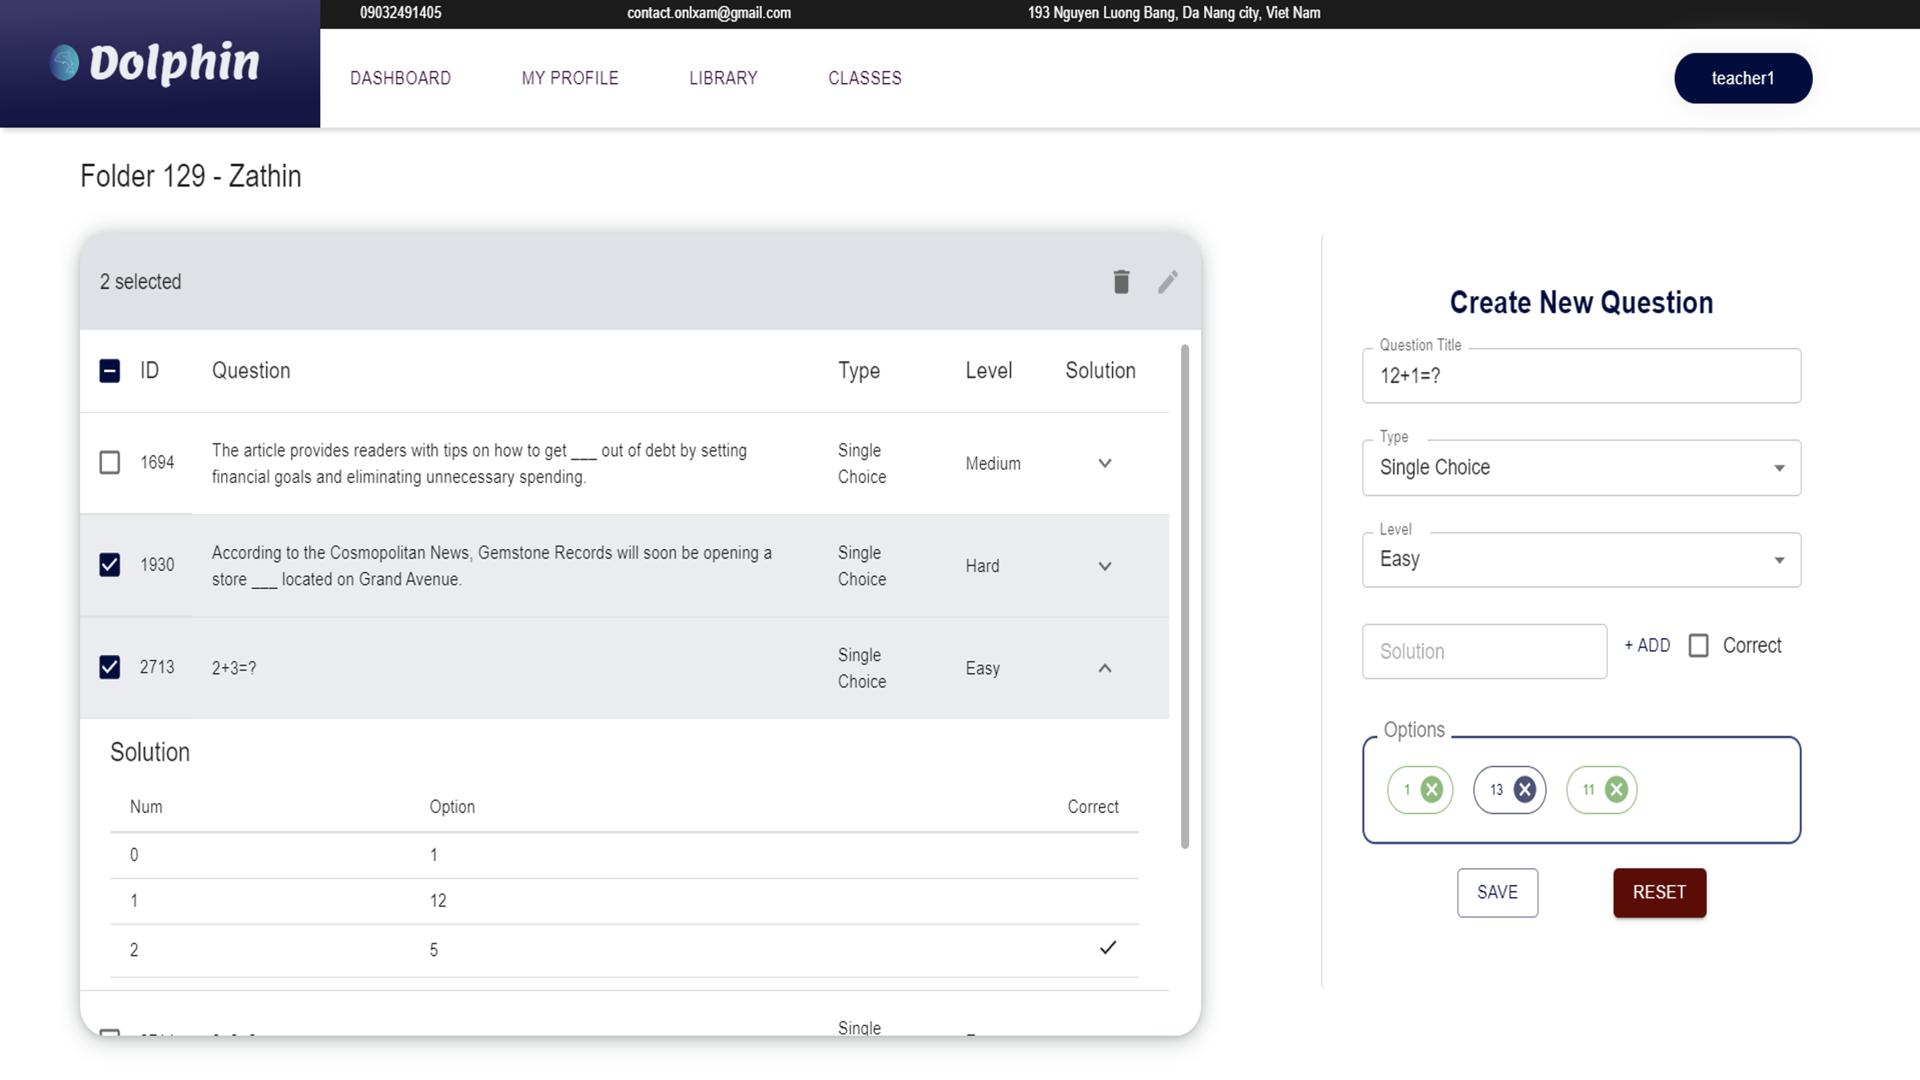 09032491405 contact.onlxam@gmail.com 193 Nguyen Luong Bang, Da Nang city, Viet Nam
Dolphin
DASHBOARD MY PROFILE LIBRARY CLASSES teacher1
Folder 129 - Zathin
2 selected
ID Question Type Level Solution
1694 The article provides readers with tips on how to get ___ out of debt by setting financial goals and eliminating unnecessary spending. Single Choice Medium
1930 According to the Cosmopolitan News, Gemstone Records will soon be opening a store ___ located on Grand Avenue. Single Choice Hard
2713 2+3=? Single Choice Easy
Solution
Num Option Correct
0 1
1 12
2 5
Single
Create New Question
Question Title
12+1=?
Type
Single Choice
Level
Easy
Solution + ADD Correct
Options
1 13 11
SAVE RESET